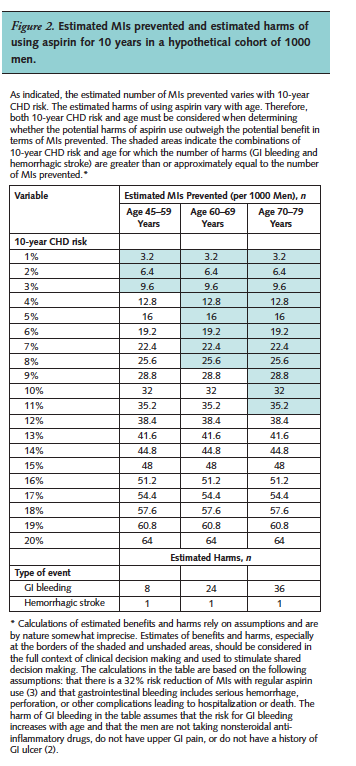 Figure 2. Estimated MIs prevented and estimated harms of
using aspirin for 10 years in a hypothetical cohort of 1000
men.
As indicated, the estimated number of MIs prevented varies with 10-year
CHD risk. The estimated harms of using aspirin vary with age. Therefore,
both 10-year CHD risk and age must be considered when determining
whether the potential harms of aspirin use outweigh the potential benefit in
terms of MIs prevented. The shaded areas indicate the combinations of
10-year CHD risk and age for which the number of harms (GI bleeding and
hemorrhagic stroke) are greater than or approximately equal to the number
of MIs prevented.*
Variable Estimated MIs Prevented (per 1000 Men), n
Age 45–59 Age 60–69 Age 70–79
Years Years Years
10-year CHD risk
1% 3.2 3.2 3.2
2% 6.4 6.4 6.4
3% 9.6 9.6 9.6
4% 12.8 12.8 12.8
5% 16 16 16
6% 19.2 19.2 19.2
7% 22.4 22.4 22.4
8% 25.6 25.6 25.6
9% 28.8 28.8 28.8
10% 32 32 32
11% 35.2 35.2 35.2
12% 38.4 38.4 38.4
13% 41.6 41.6 41.6
14% 44.8 44.8 44.8
15% 48 48 48
16% 51.2 51.2 51.2
17% 54.4 54.4 54.4
18% 57.6 57.6 57.6
19% 60.8 60.8 60.8
20% 64 64 64
Estimated Harms, n
Type of event
GI bleeding 8 24 36
Hemorrhagic stroke 1 1 1
* Calculations of estimated benefits and harms rely on assumptions and are
by nature somewhat imprecise. Estimates of benefits and harms, especially
at the borders of the shaded and unshaded areas, should be considered in
the full context of clinical decision making and used to stimulate shared
decision making. The calculations in the table are based on the following
assumptions: that there is a 32% risk reduction of MIs with regular aspirin
use (3) and that gastrointestinal bleeding includes serious hemorrhage,
perforation, or other complications leading to hospitalization or death. The
harm of GI bleeding in the table assumes that the risk for GI bleeding
increases with age and that the men are not taking nonsteroidal anti-
inflammatory drugs, do not have upper GI pain, or do not have a history of
GI ulcer (2).